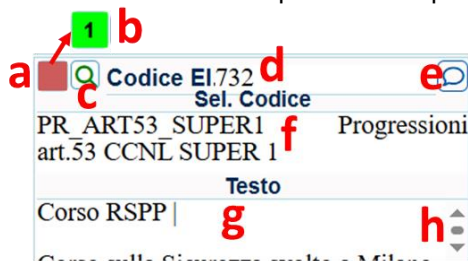 1 b
a c Codice El.732 d e
Sel. Codice
PR_ART53_SUPER1 f Progressioni
art.53 CCNL SUPER 1
Testo
Corso RSPP | g h